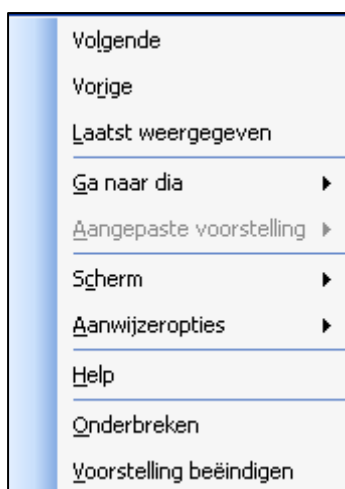 Volgende
Vorige
Laatst weergegeven
Ga naar dia
Aangepaste voorstelling
Scherm
Aanwijzeropties
Help
Onderbreken
Voorstelling beëindigen